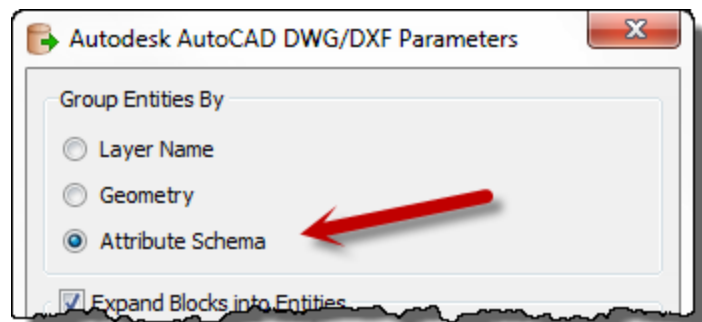 Autodesk AutoCAD DWG/DXF Parameters
Group Entities By
Layer Name
Geometry
Attribute Schema
Expand Blocks into Entities